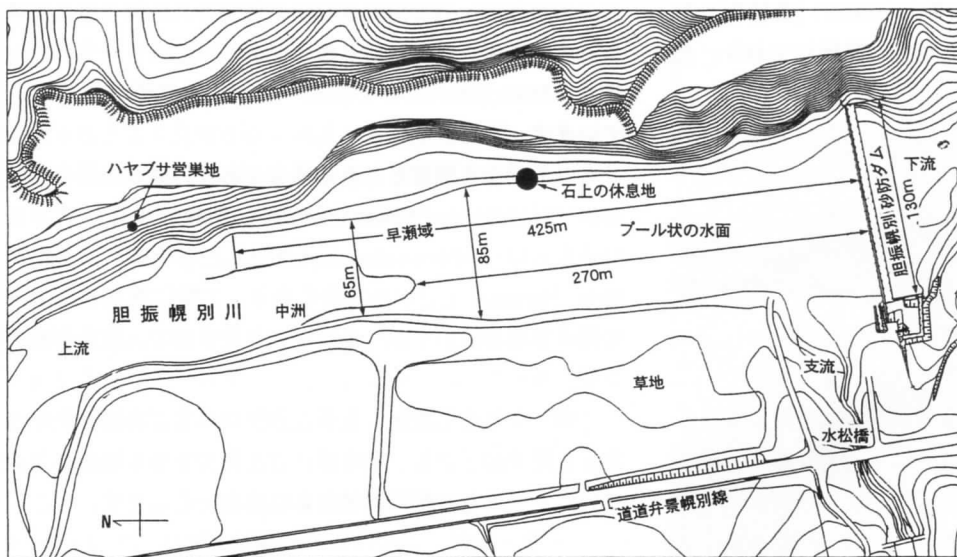 ハヤブサ営巣地
石上の休息地
下流
胆振幌別・砂防ダム
130m
早瀬域
425m
プール状の水面
85m
65m
270m
胆振幌別川
中洲
上流
草地
支流
水松橋
N
道道弁景幌別線